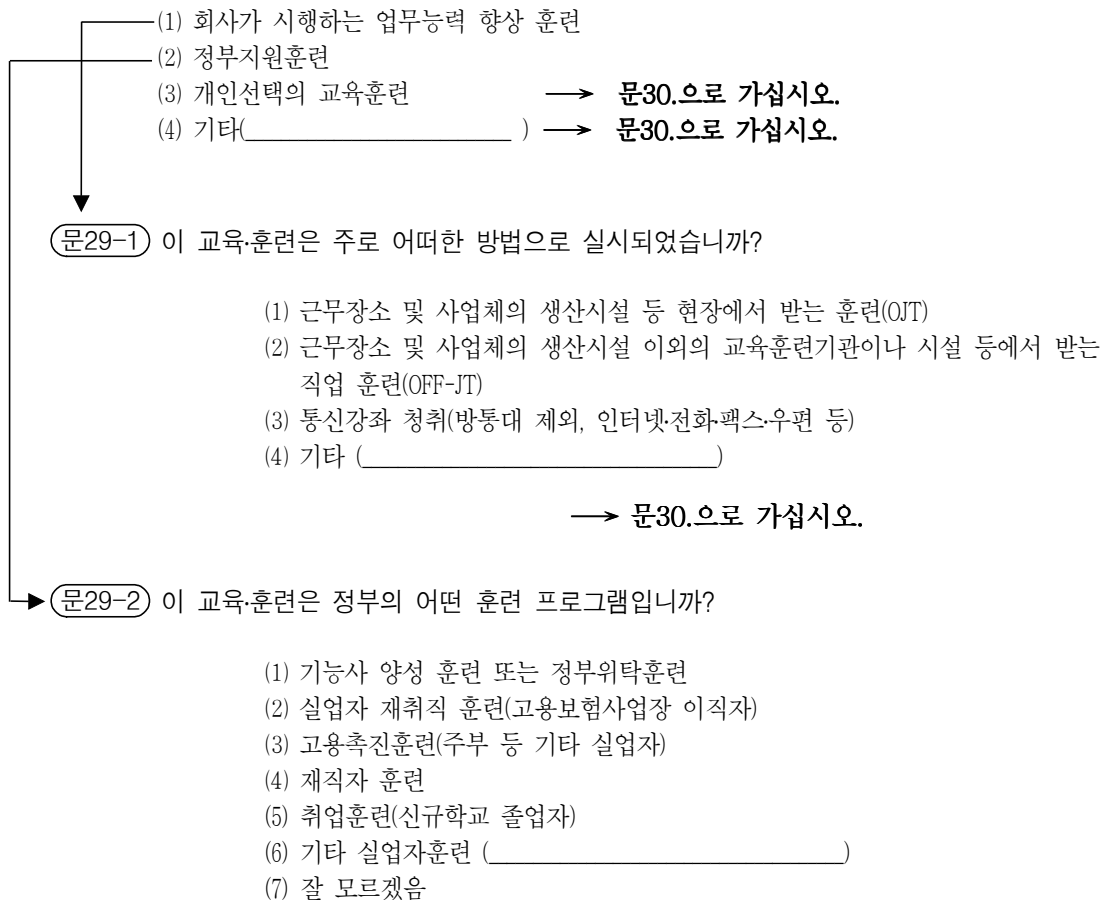 (1) 회사가 시행하는 업무능력 향상 훈련
(2) 정부지원훈련
(3) 개인선택의 교육훈련 → 문30.으로 가십시오.
(4) 기타(                    ) → 문30.으로 가십시오.
문29-1 이 교육·훈련은 주로 어떠한 방법으로 실시되었습니까?
(1) 근무장소 및 사업체의 생산시설 등 현장에서 받는 훈련(OJT)
(2) 근무장소 및 사업체의 생산시설 이외의 교육훈련기관이나 시설 등에서 받는
직업 훈련(OFF-JT)
(3) 통신강좌 청취(방통대 제외, 인터넷·전화·팩스·우편 등)
(4) 기타 (                    )
→ 문30.으로 가십시오.
문29-2 이 교육·훈련은 정부의 어떤 훈련 프로그램입니까?
(1) 기능사 양성 훈련 또는 정부위탁훈련
(2) 실업자 재취직 훈련(고용보험사업장 이직자)
(3) 고용촉진훈련(주부 등 기타 실업자)
(4) 재직자 훈련
(5) 취업훈련(신규학교 졸업자)
(6) 기타 실업자훈련 (                    )
(7) 잘 모르겠음